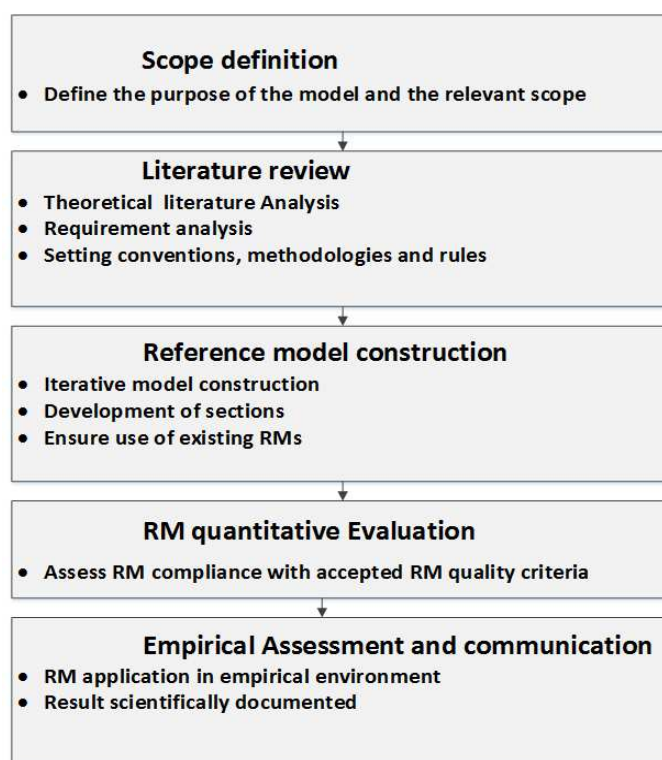 Scope definition
● Define the purpose of the model and the relevant scope
Literature review
● Theoretical literature Analysis
● Requirement analysis
● Setting conventions, methodologies and rules
Reference model construction
● Iterative model construction
● Development of sections
● Ensure use of existing RMs
RM quantitative Evaluation
● Assess RM compliance with accepted RM quality criteria
Empirical Assessment and communication
● RM application in empirical environment
● Result scientifically documented